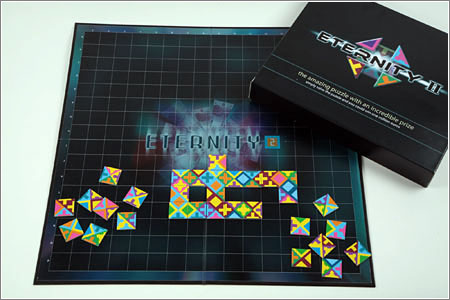 ETERNITY II
the amazing puzzle with an incredible prize
ETERNITY